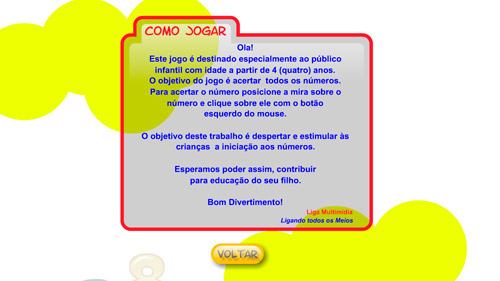 COMO JOGAR
Ola!
Este jogo é destinado especialmente ao público
infantil com idade a partir de 4 (quatro) anos.
O objetivo do jogo é acertar  todos os números.
Para acertar o número posicione a mira sobre o
número e clique sobre ele com o botão
esquerdo do mouse.
O objetivo deste trabalho é despertar e estimular às
crianças  a iniciação aos números.
Esperamos poder assim, contribuir
para educação do seu filho.
Bom Divertimento!
Liga Multimídia
Ligando todos os Meios
VOLTAR
8